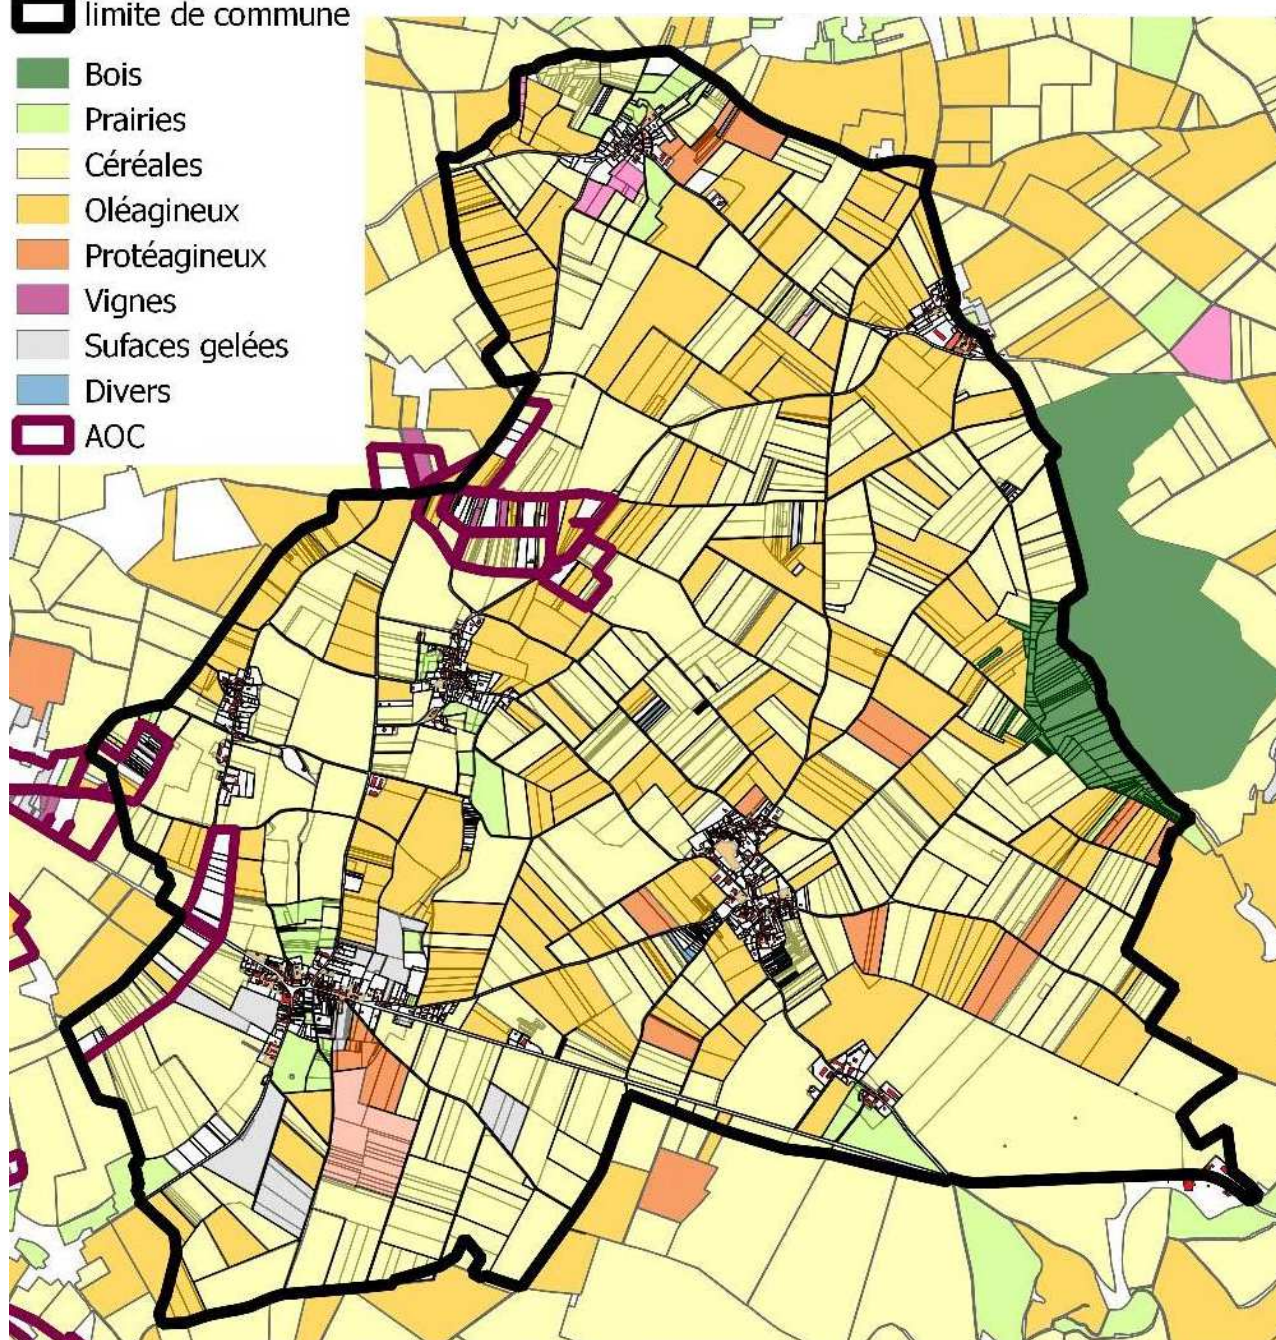 limite de commune
Bois
Prairies
Céréales
Oléagineux
Protéagineux
Vignes
Sufaces gelées
Divers
AOC